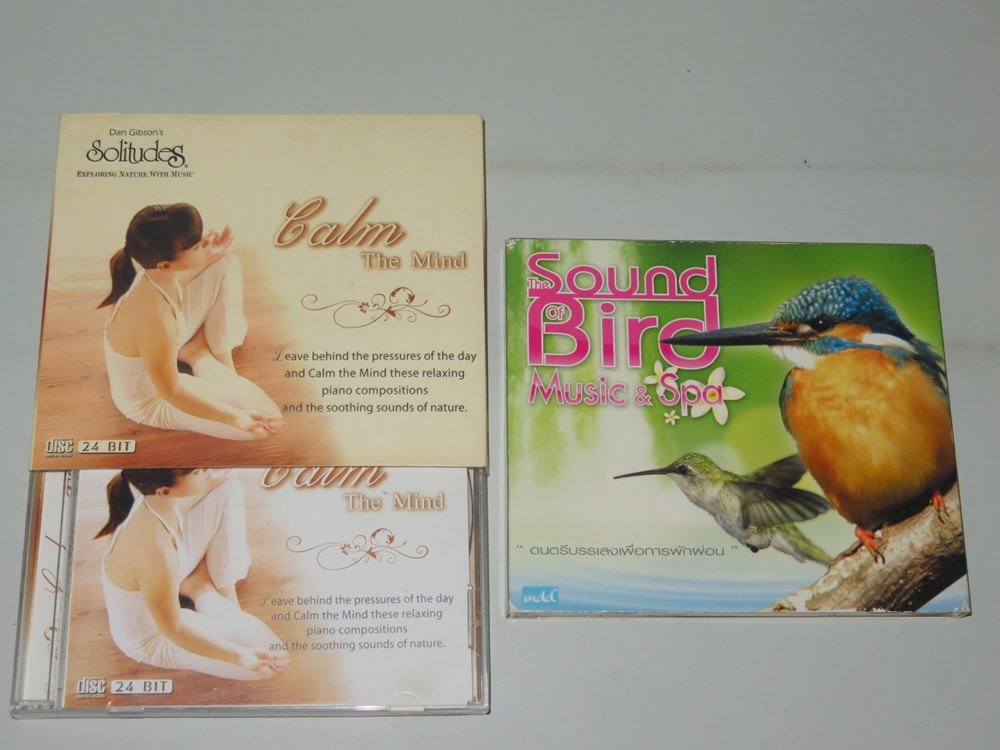 Dan Gibson's
Solitudes®
EXPLORING NATURE WITH MUSIC
Calm
The Mind
Leave behind the pressures of the day
and Calm the Mind these relaxing
piano compositions
and the soothing sounds of nature.
disc 24 BIT
Calm
The Mind
Leave behind the pressures of the day
and Calm the Mind these relaxing
piano compositions
and the soothing sounds of nature.
disc 24 BIT
The Sound
Of
Bird
Music & Spa
" ดนตรีบรรเลงเพื่อการพักผ่อน "
mdd